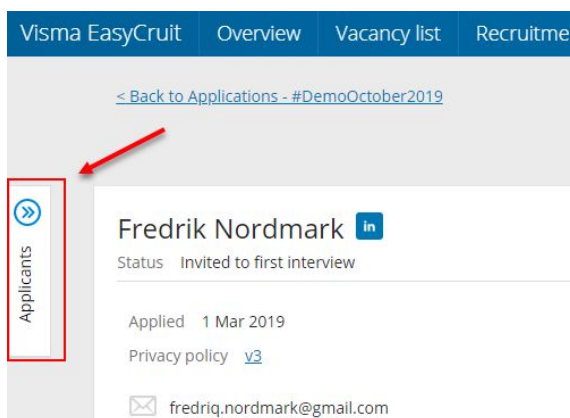 Visma EasyCruit Overview Vacancy list Recruitme
< Back to Applications - #DemoOctober2019
Applicants
Fredrik Nordmark in
Status Invited to first interview
Applied 1 Mar 2019
Privacy policy v3
fredriq.nordmark@gmail.com